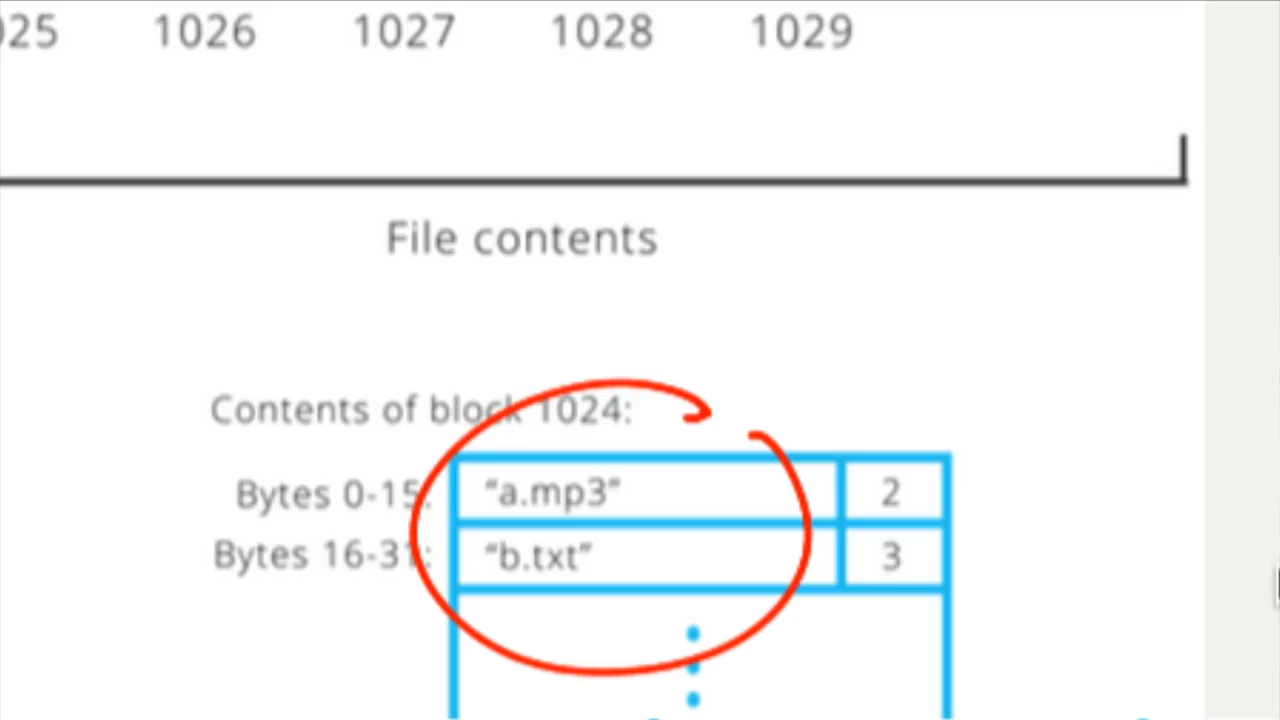 025 1026 1027 1028 1029
File contents
Contents of block 1024:
Bytes 0-15: “a.mp3” 2
Bytes 16-31: “b.txt” 3